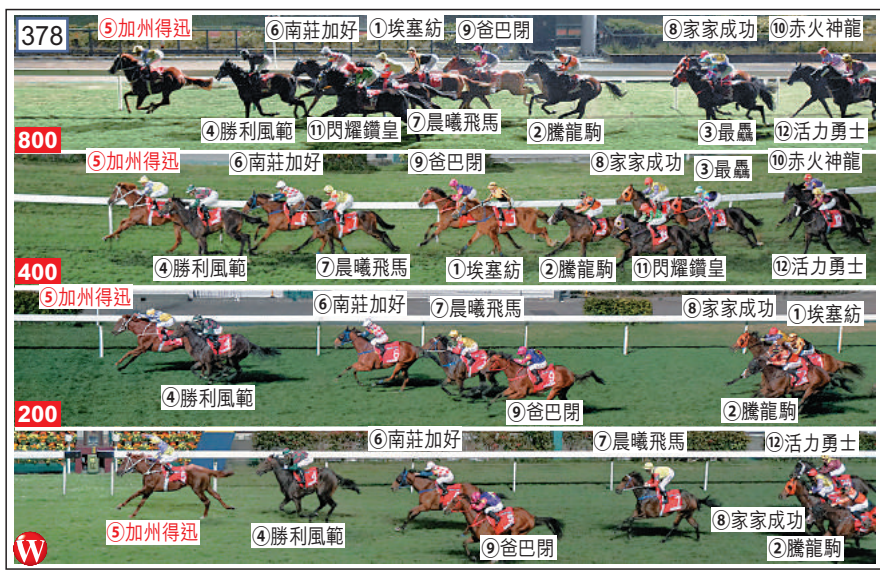 378
⑤加州得迅 ⑥南莊加好 ①埃塞紡 ⑨爸巴閉 ⑧家家成功 ⑩赤火神龍
800 ④勝利風範 ⑪閃耀鑽皇 ⑦晨曦飛馬 ②騰龍駒 ③最驫 ⑫活力勇士
⑤加州得迅 ⑥南莊加好 ⑨爸巴閉 ⑧家家成功 ③最驫 ⑩赤火神龍
400 ④勝利風範 ⑦晨曦飛馬 ①埃塞紡 ②騰龍駒 ⑪閃耀鑽皇 ⑫活力勇士
⑤加州得迅 ⑥南莊加好 ⑦晨曦飛馬 ⑧家家成功 ①埃塞紡
200 ④勝利風範 ⑨爸巴閉 ②騰龍駒
⑥南莊加好 ⑦晨曦飛馬 ⑫活力勇士
⑤加州得迅 ④勝利風範 ⑨爸巴閉 ⑧家家成功
②騰龍駒
W